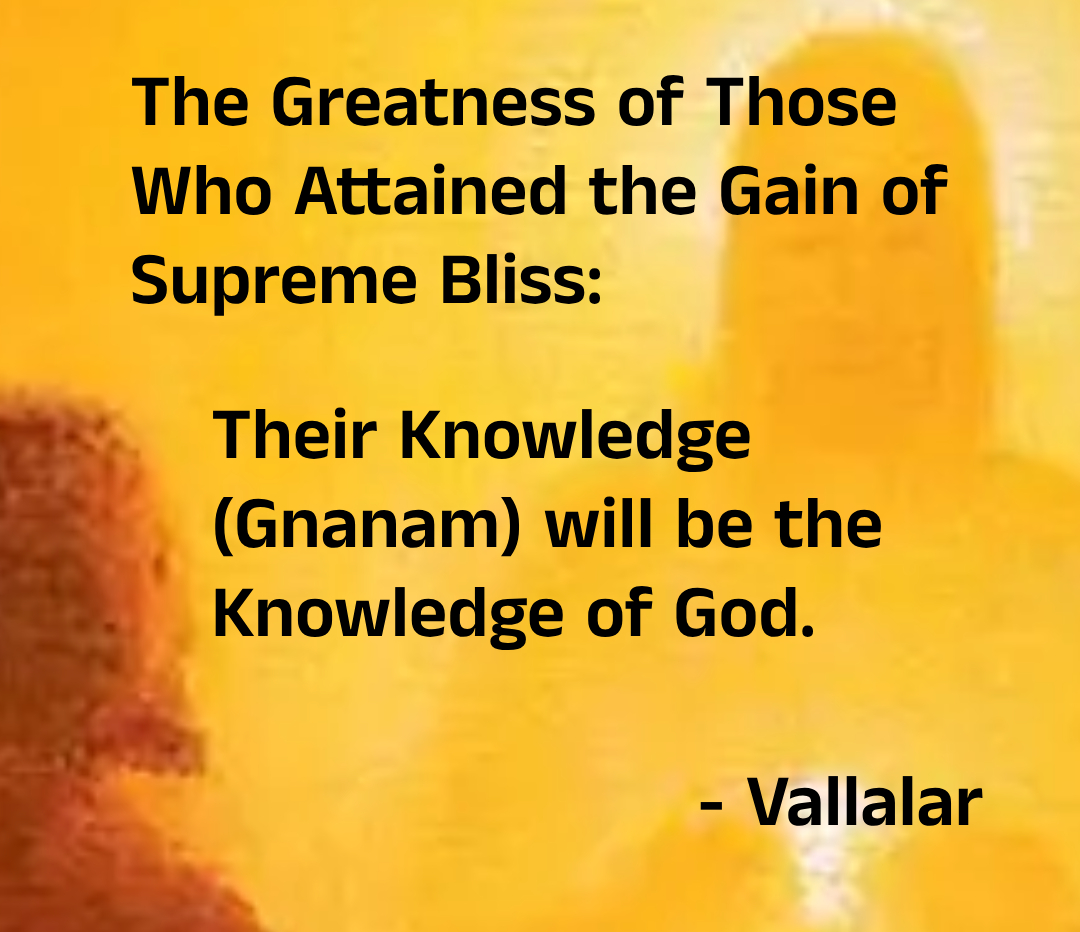 The Greatness of Those
Who Attained the Gain of
Supreme Bliss:
Their Knowledge
(Gnanam) will be the
Knowledge of God.
- Vallalar